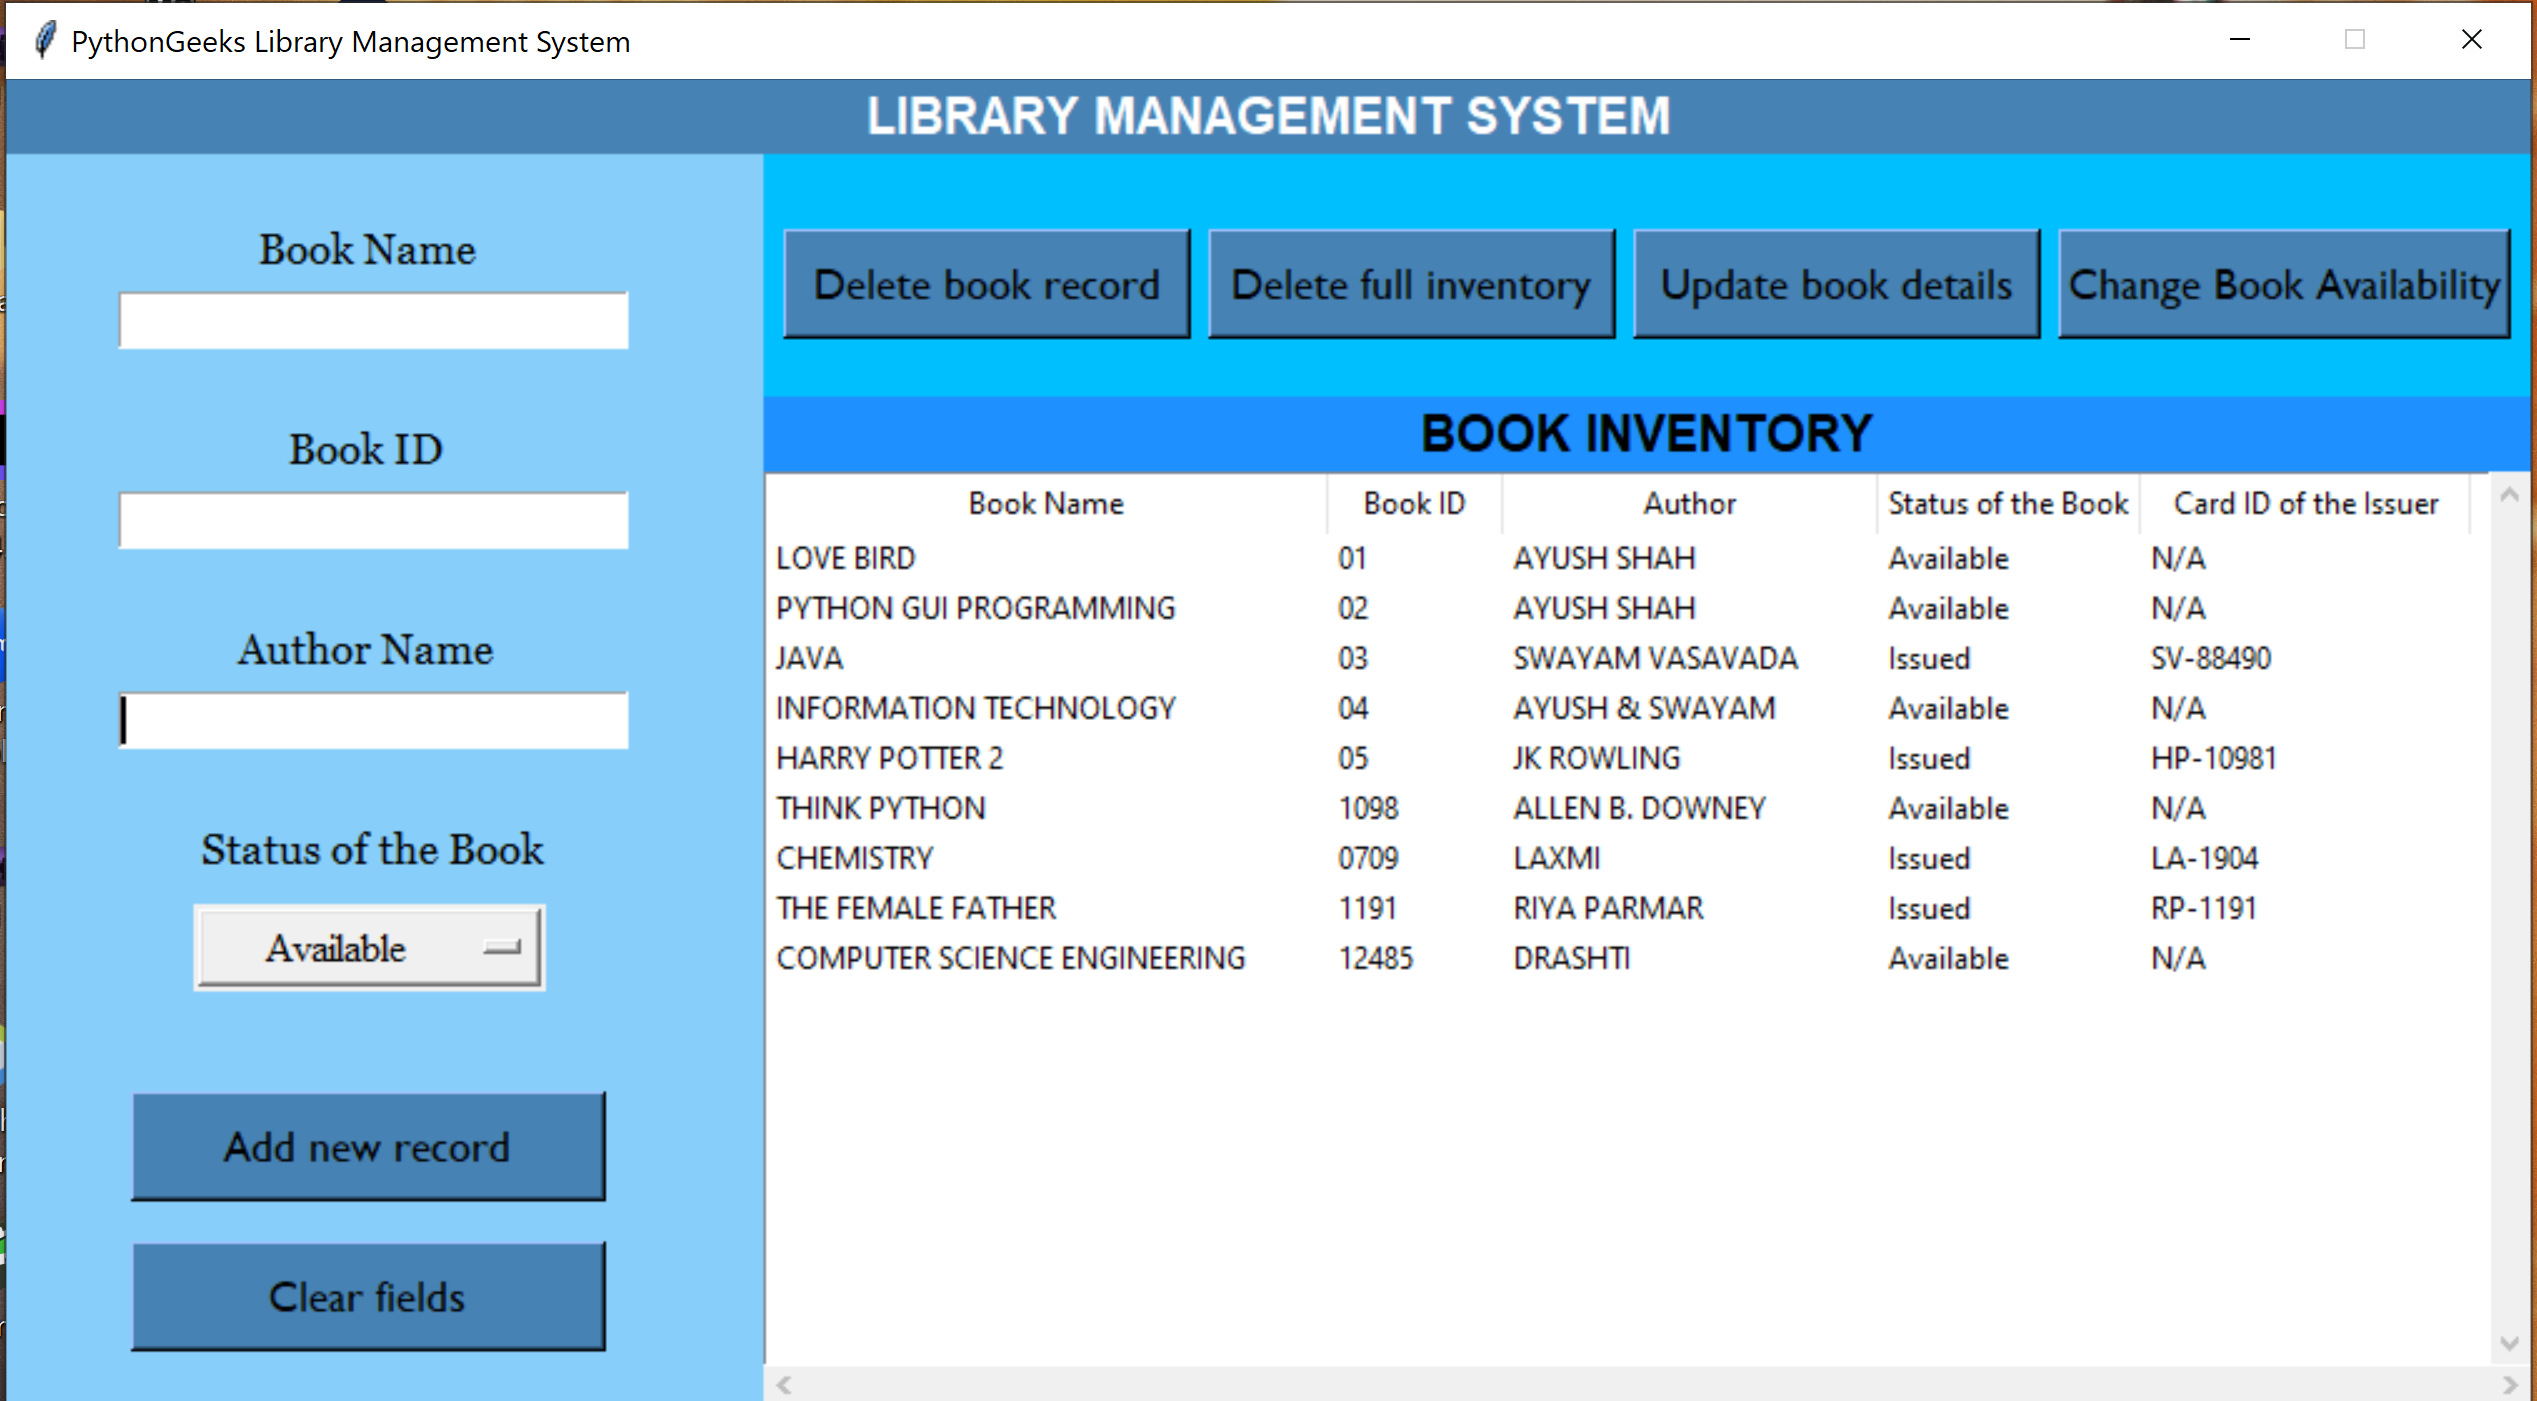 PythonGeeks Library Management System
LIBRARY MANAGEMENT SYSTEM
Book Name
Book ID
Author Name
Status of the Book
Available
Add new record
Clear fields
Delete book record Delete full inventory Update book details Change Book Availability
BOOK INVENTORY
Book Name Book ID Author Status of the Book Card ID of the Issuer
LOVE BIRD 01 AYUSH SHAH Available N/A
PYTHON GUI PROGRAMMING 02 AYUSH SHAH Available N/A
JAVA 03 SWAYAM VASAVADA Issued SV-88490
INFORMATION TECHNOLOGY 04 AYUSH & SWAYAM Available N/A
HARRY POTTER 2 05 JK ROWLING Issued HP-10981
THINK PYTHON 1098 ALLEN B. DOWNEY Available N/A
CHEMISTRY 0709 LAXMI Issued LA-1904
THE FEMALE FATHER 1191 RIYA PARMAR Issued RP-1191
COMPUTER SCIENCE ENGINEERING 12485 DRASHTI Available N/A